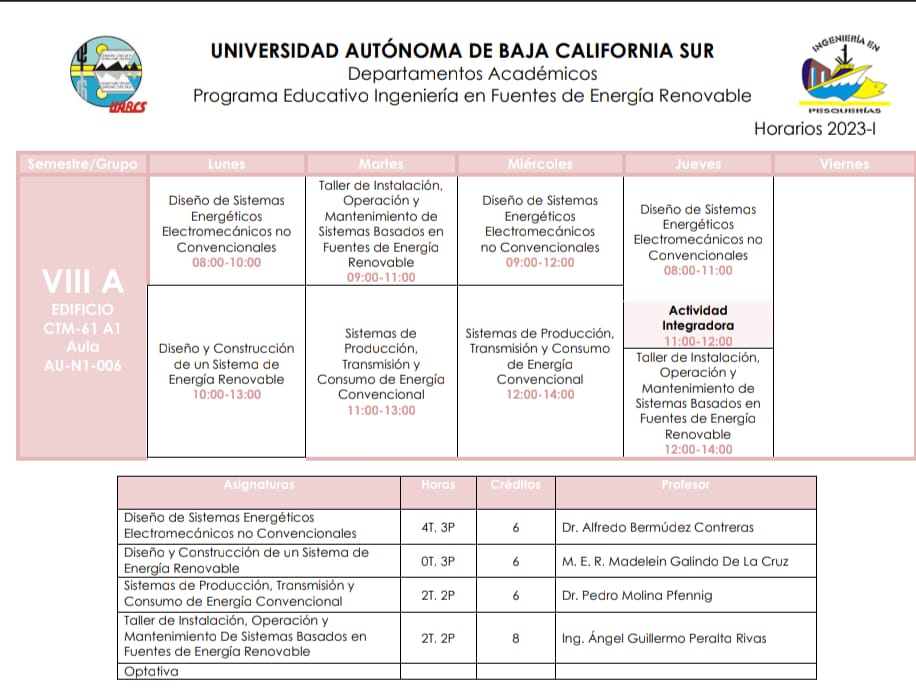 UNIVERSIDAD AUTÓNOMA DE BAJA CALIFORNIA SUR
Departamentos Académicos
Programa Educativo Ingeniería en Fuentes de Energía Renovable
UABCS
INGENIERÍA EN
PESQUERÍAS
Horarios 2023-I
Semestre/Grupo
Lunes
Martes
Miércoles
Jueves
Viernes
VIII A
EDIFICIO
CTM-61 A1
Aula
AU-N1-006
Diseño de Sistemas
Energéticos
Electromecánicos no
Convencionales
08:00-10:00
Taller de Instalación,
Operación y
Mantenimiento de
Sistemas Basados en
Fuentes de Energía
Renovable
09:00-11:00
Diseño de Sistemas
Energéticos
Electromecánicos
no Convencionales
09:00-12:00
Diseño de Sistemas
Energéticos
Electromecánicos no
Convencionales
08:00-11:00
Actividad
Integradora
11:00-12:00
Diseño y Construcción
de un Sistema de
Energía Renovable
10:00-13:00
Sistemas de
Producción,
Transmisión y
Consumo de Energía
Convencional
11:00-13:00
Sistemas de Producción,
Transmisión y Consumo
de Energía
Convencional
12:00-14:00
Taller de Instalación,
Operación y
Mantenimiento de
Sistemas Basados en
Fuentes de Energía
Renovable
12:00-14:00
Asignaturas
Horas
Créditos
Profesor
Diseño de Sistemas Energéticos
Electromecánicos no Convencionales
4T. 3P
6
Dr. Alfredo Bermúdez Contreras
Diseño y Construcción de un Sistema de
Energía Renovable
0T. 3P
6
M. E. R. Madelein Galindo De La Cruz
Sistemas de Producción, Transmisión y
Consumo de Energía Convencional
2T. 2P
6
Dr. Pedro Molina Pfennig
Taller de Instalación, Operación y
Mantenimiento De Sistemas Basados en
Fuentes de Energía Renovable
2T. 2P
8
Ing. Ángel Guillermo Peralta Rivas
Optativa